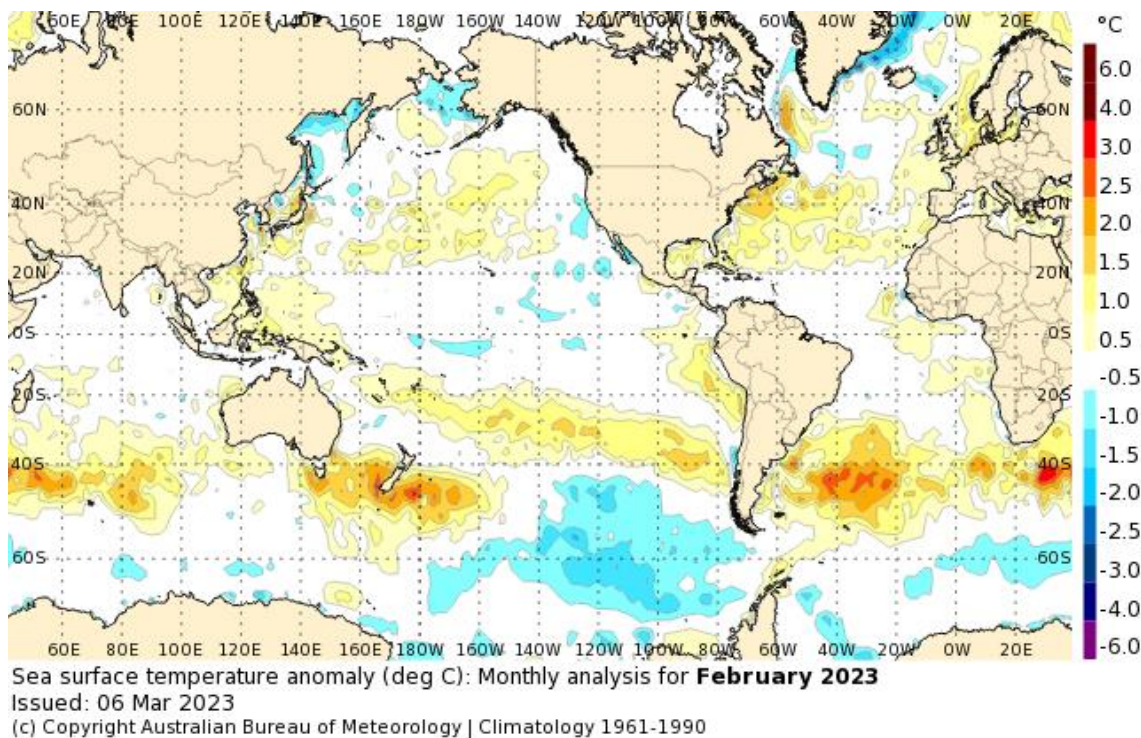 60E 80E 100E 120E 140E 160E 180E 160W 140W 120W 100W 80W 60W 40W 20W 0W 20E
°C
6.0
60N 60N
4.0
3.0
2.5
40N 40N
2.0
1.5
20N 20N
1.0
0S 0S
0.5
-0.5
20S 20S
-1.0
-1.5
40S 40S
-2.0
-2.5
60S 60S
-3.0
-4.0
-6.0
60E 80E 100E 120E 140E 160E 180E 160W 140W 120W 100W 80W 60W 40W 20W 0W 20E
Sea surface temperature anomaly (deg C): Monthly analysis for February 2023
Issued: 06 Mar 2023
(c) Copyright Australian Bureau of Meteorology | Climatology 1961-1990